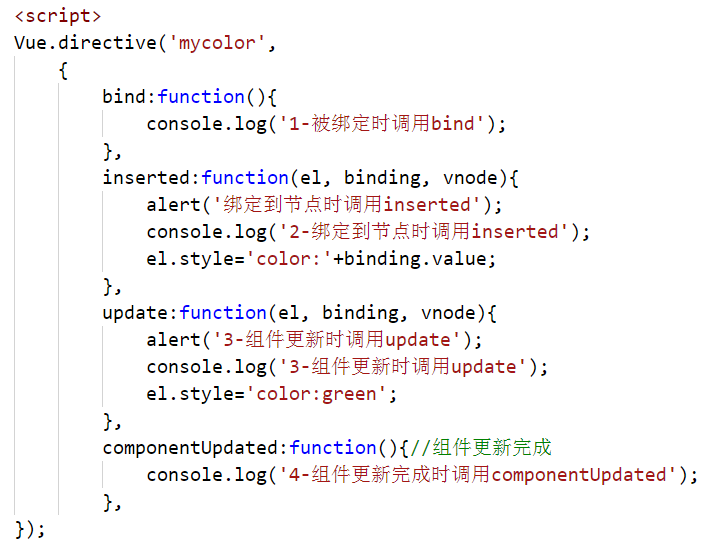 <script>
Vue.directive('mycolor',
    {
        bind:function(){
            console.log('1-被绑定时调用bind');
        },
        inserted:function(el, binding, vnode){
            alert('绑定到节点时调用inserted');
            console.log('2-绑定到节点时调用inserted');
            el.style='color:'+binding.value;
        },
        update:function(el, binding, vnode){
            alert('3-组件更新时调用update');
            console.log('3-组件更新时调用update');
            el.style='color:green';
        },
        componentUpdated:function(){//组件更新完成
            console.log('4-组件更新完成时调用componentUpdated');
        },
});